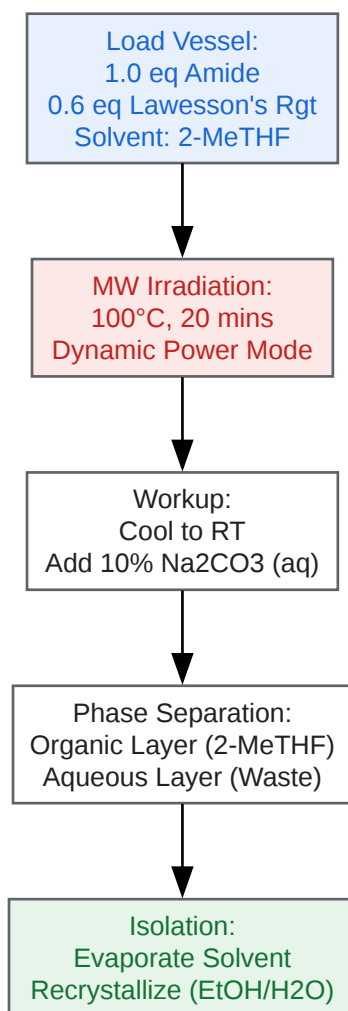 Load Vessel:
1.0 eq Amide
0.6 eq Lawesson's Rgt
Solvent: 2-MeTHF
MW Irradiation:
100°C, 20 mins
Dynamic Power Mode
Workup:
Cool to RT
Add 10% Na2CO3 (aq)
Phase Separation:
Organic Layer (2-MeTHF)
Aqueous Layer (Waste)
Isolation:
Evaporate Solvent
Recrystallize (EtOH/H2O)